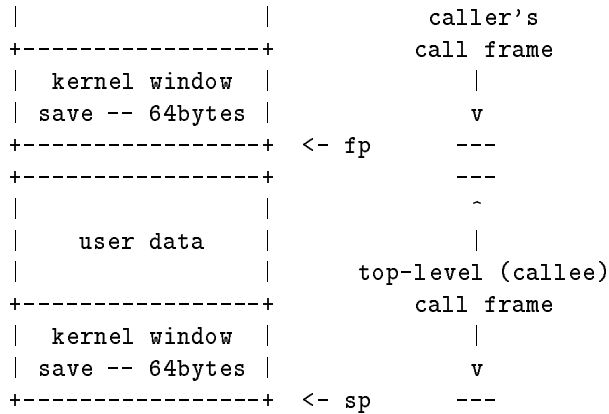 |                  |          caller's
+------------------+         call frame
|  kernel window   |             |
| save -- 64bytes  |             v
+------------------+  <- fp     ---
+------------------+            ---
|                  |             ^
|    user data     |             |
|                  |     top-level (callee)
+------------------+         call frame
|  kernel window   |             |
| save -- 64bytes  |             v
+------------------+  <- sp     ---